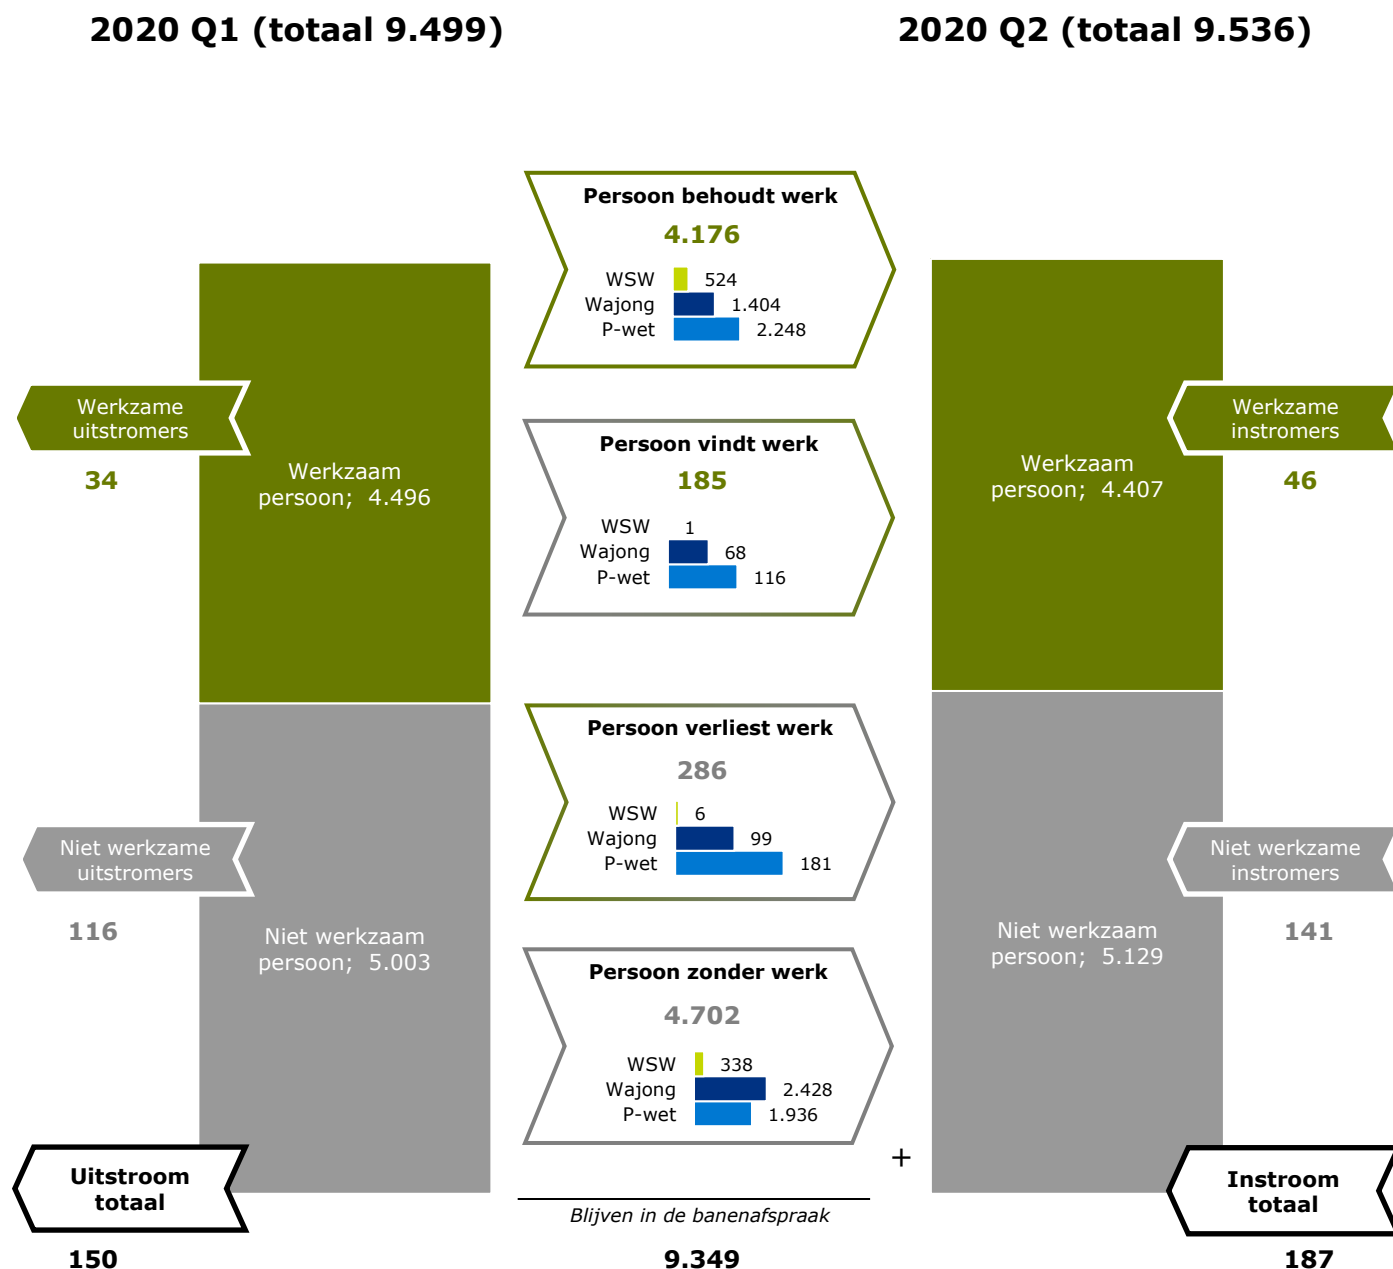 2020 Q1 (totaal 9.499)
2020 Q2 (totaal 9.536)
Persoon behoudt werk
4.176
WSW 524
Wajong 1.404
P-wet 2.248
Werkzame
uitstromers
34
Werkzaam
persoon; 4.496
Persoon vindt werk
185
WSW 1
Wajong 68
P-wet 116
Werkzaam
persoon; 4.407
Werkzame
instromers
46
Persoon verliest werk
286
WSW 6
Wajong 99
P-wet 181
Niet werkzame
uitstromers
116
Niet werkzaam
persoon; 5.003
Persoon zonder werk
4.702
WSW 338
Wajong 2.428
P-wet 1.936
Niet werkzaam
persoon; 5.129
Niet werkzame
instromers
141
+
Uitstroom
totaal
150
Blijven in de banenafspraak
9.349
Instroom
totaal
187